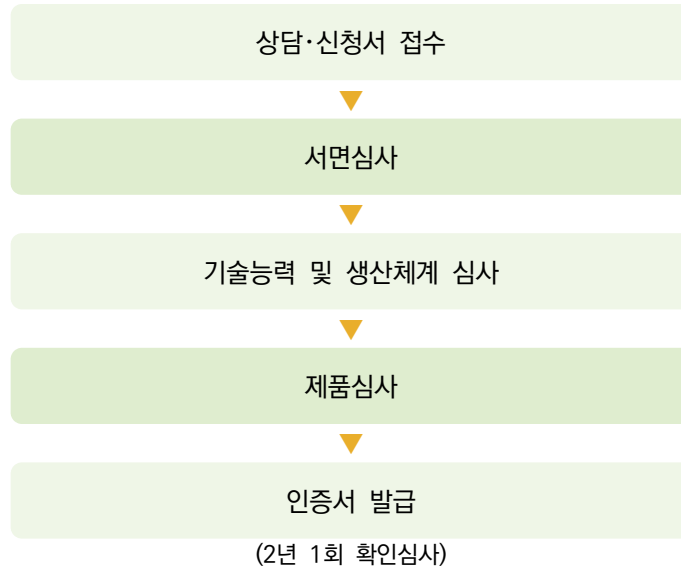 상담·신청서 접수
서면심사
기술능력 및 생산체계 심사
제품심사
인증서 발급
(2년 1회 확인심사)